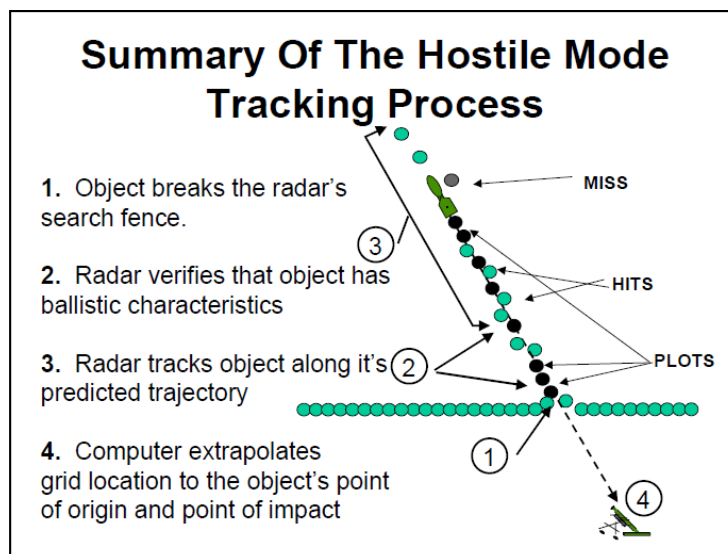 Summary Of The Hostile Mode
Tracking Process
1. Object breaks the radar's
search fence.
2. Radar verifies that object has
ballistic characteristics
3. Radar tracks object along it's
predicted trajectory
4. Computer extrapolates
grid location to the object's point
of origin and point of impact
MISS
3
HITS
2
PLOTS
1
4